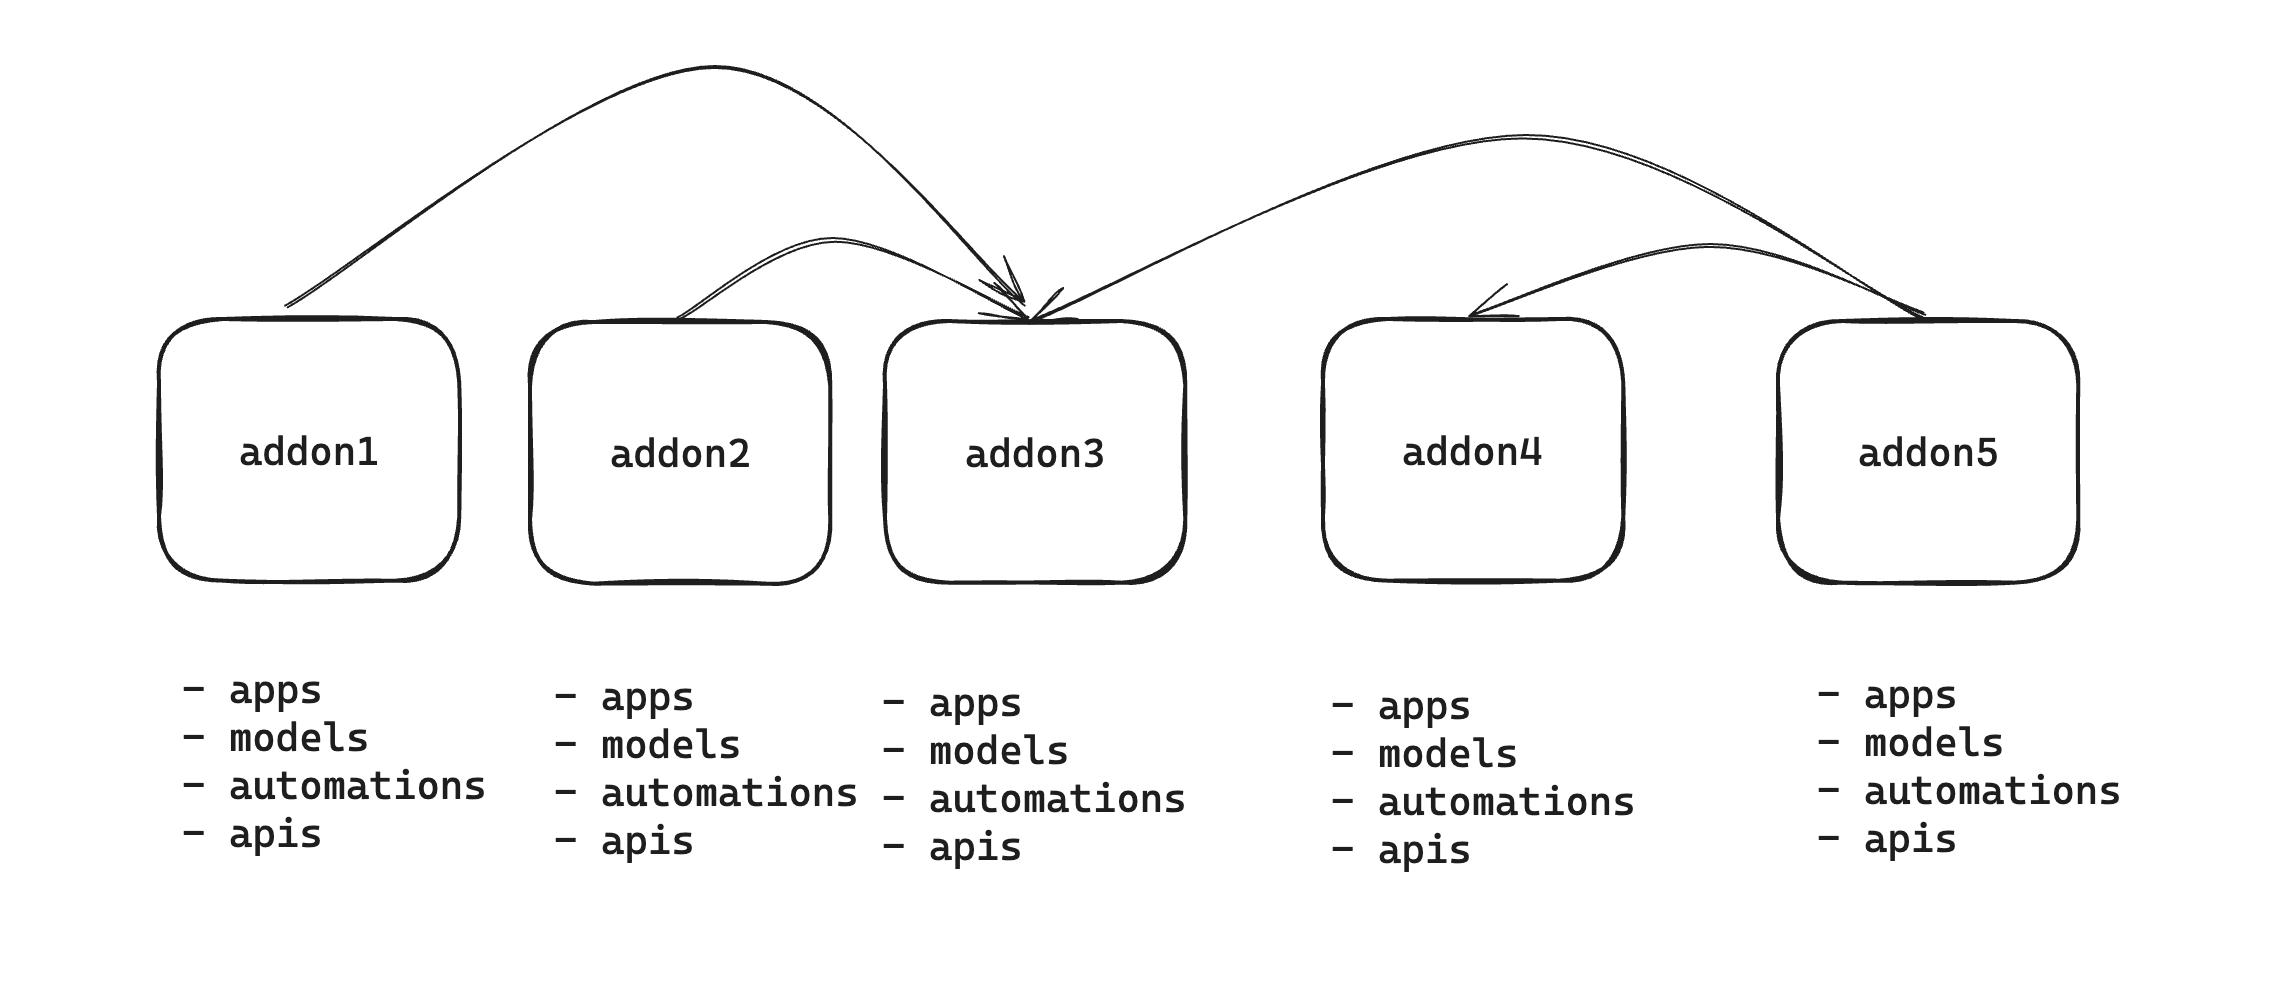 addon1
addon2
addon3
addon4
addon5
- apps
- models
- automations
- apis
- apps
- models
- automations
- apis
- apps
- models
- automations
- apis
- apps
- models
- automations
- apis
- apps
- models
- automations
- apis